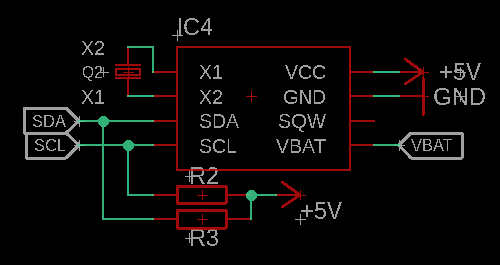 IC4
X2
Q2
X1
X1 VCC
X2 GND
SDA SQW
SCL VBAT
+5V
GND
SDA
SCL
VBAT
R2
+5V
R3